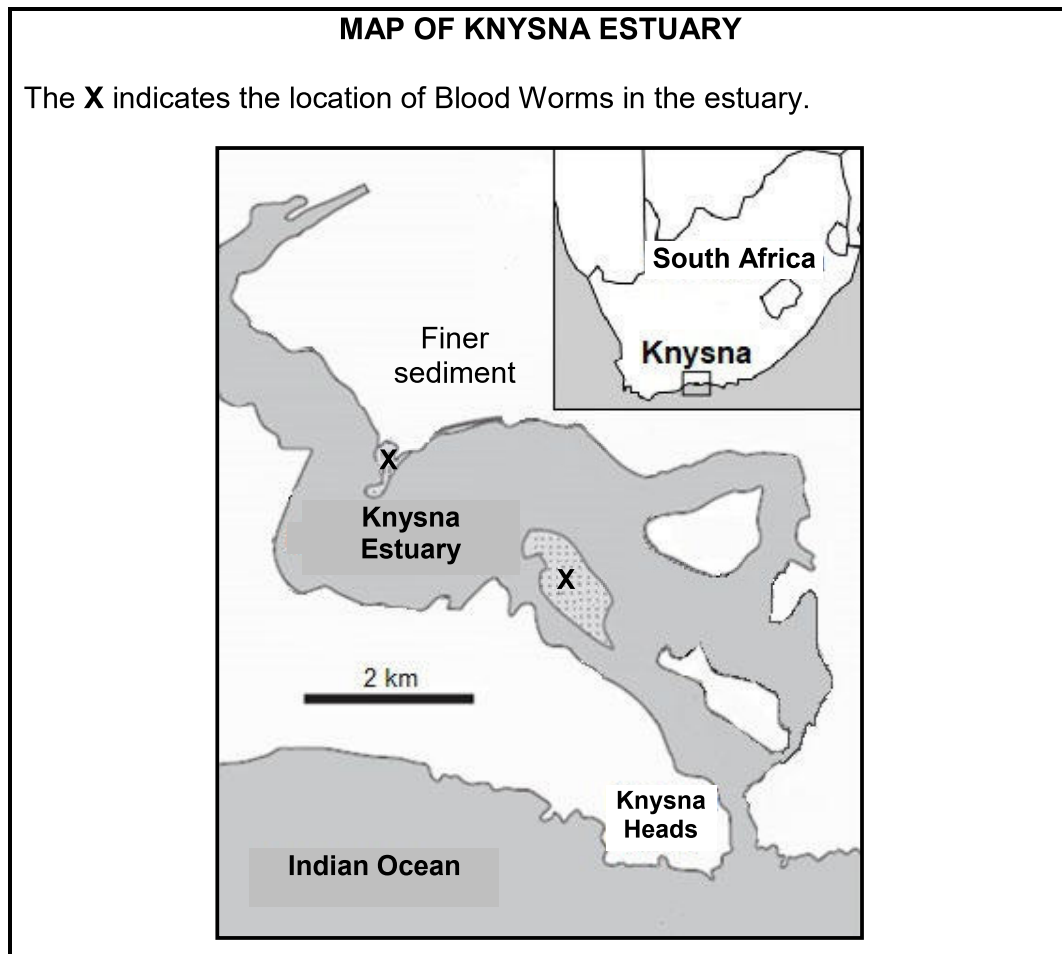 MAP OF KNYSNA ESTUARY
The X indicates the location of Blood Worms in the estuary.
South Africa
Knysna
Finer
sediment
X
Knysna
Estuary
X
2 km
Knysna
Heads
Indian Ocean